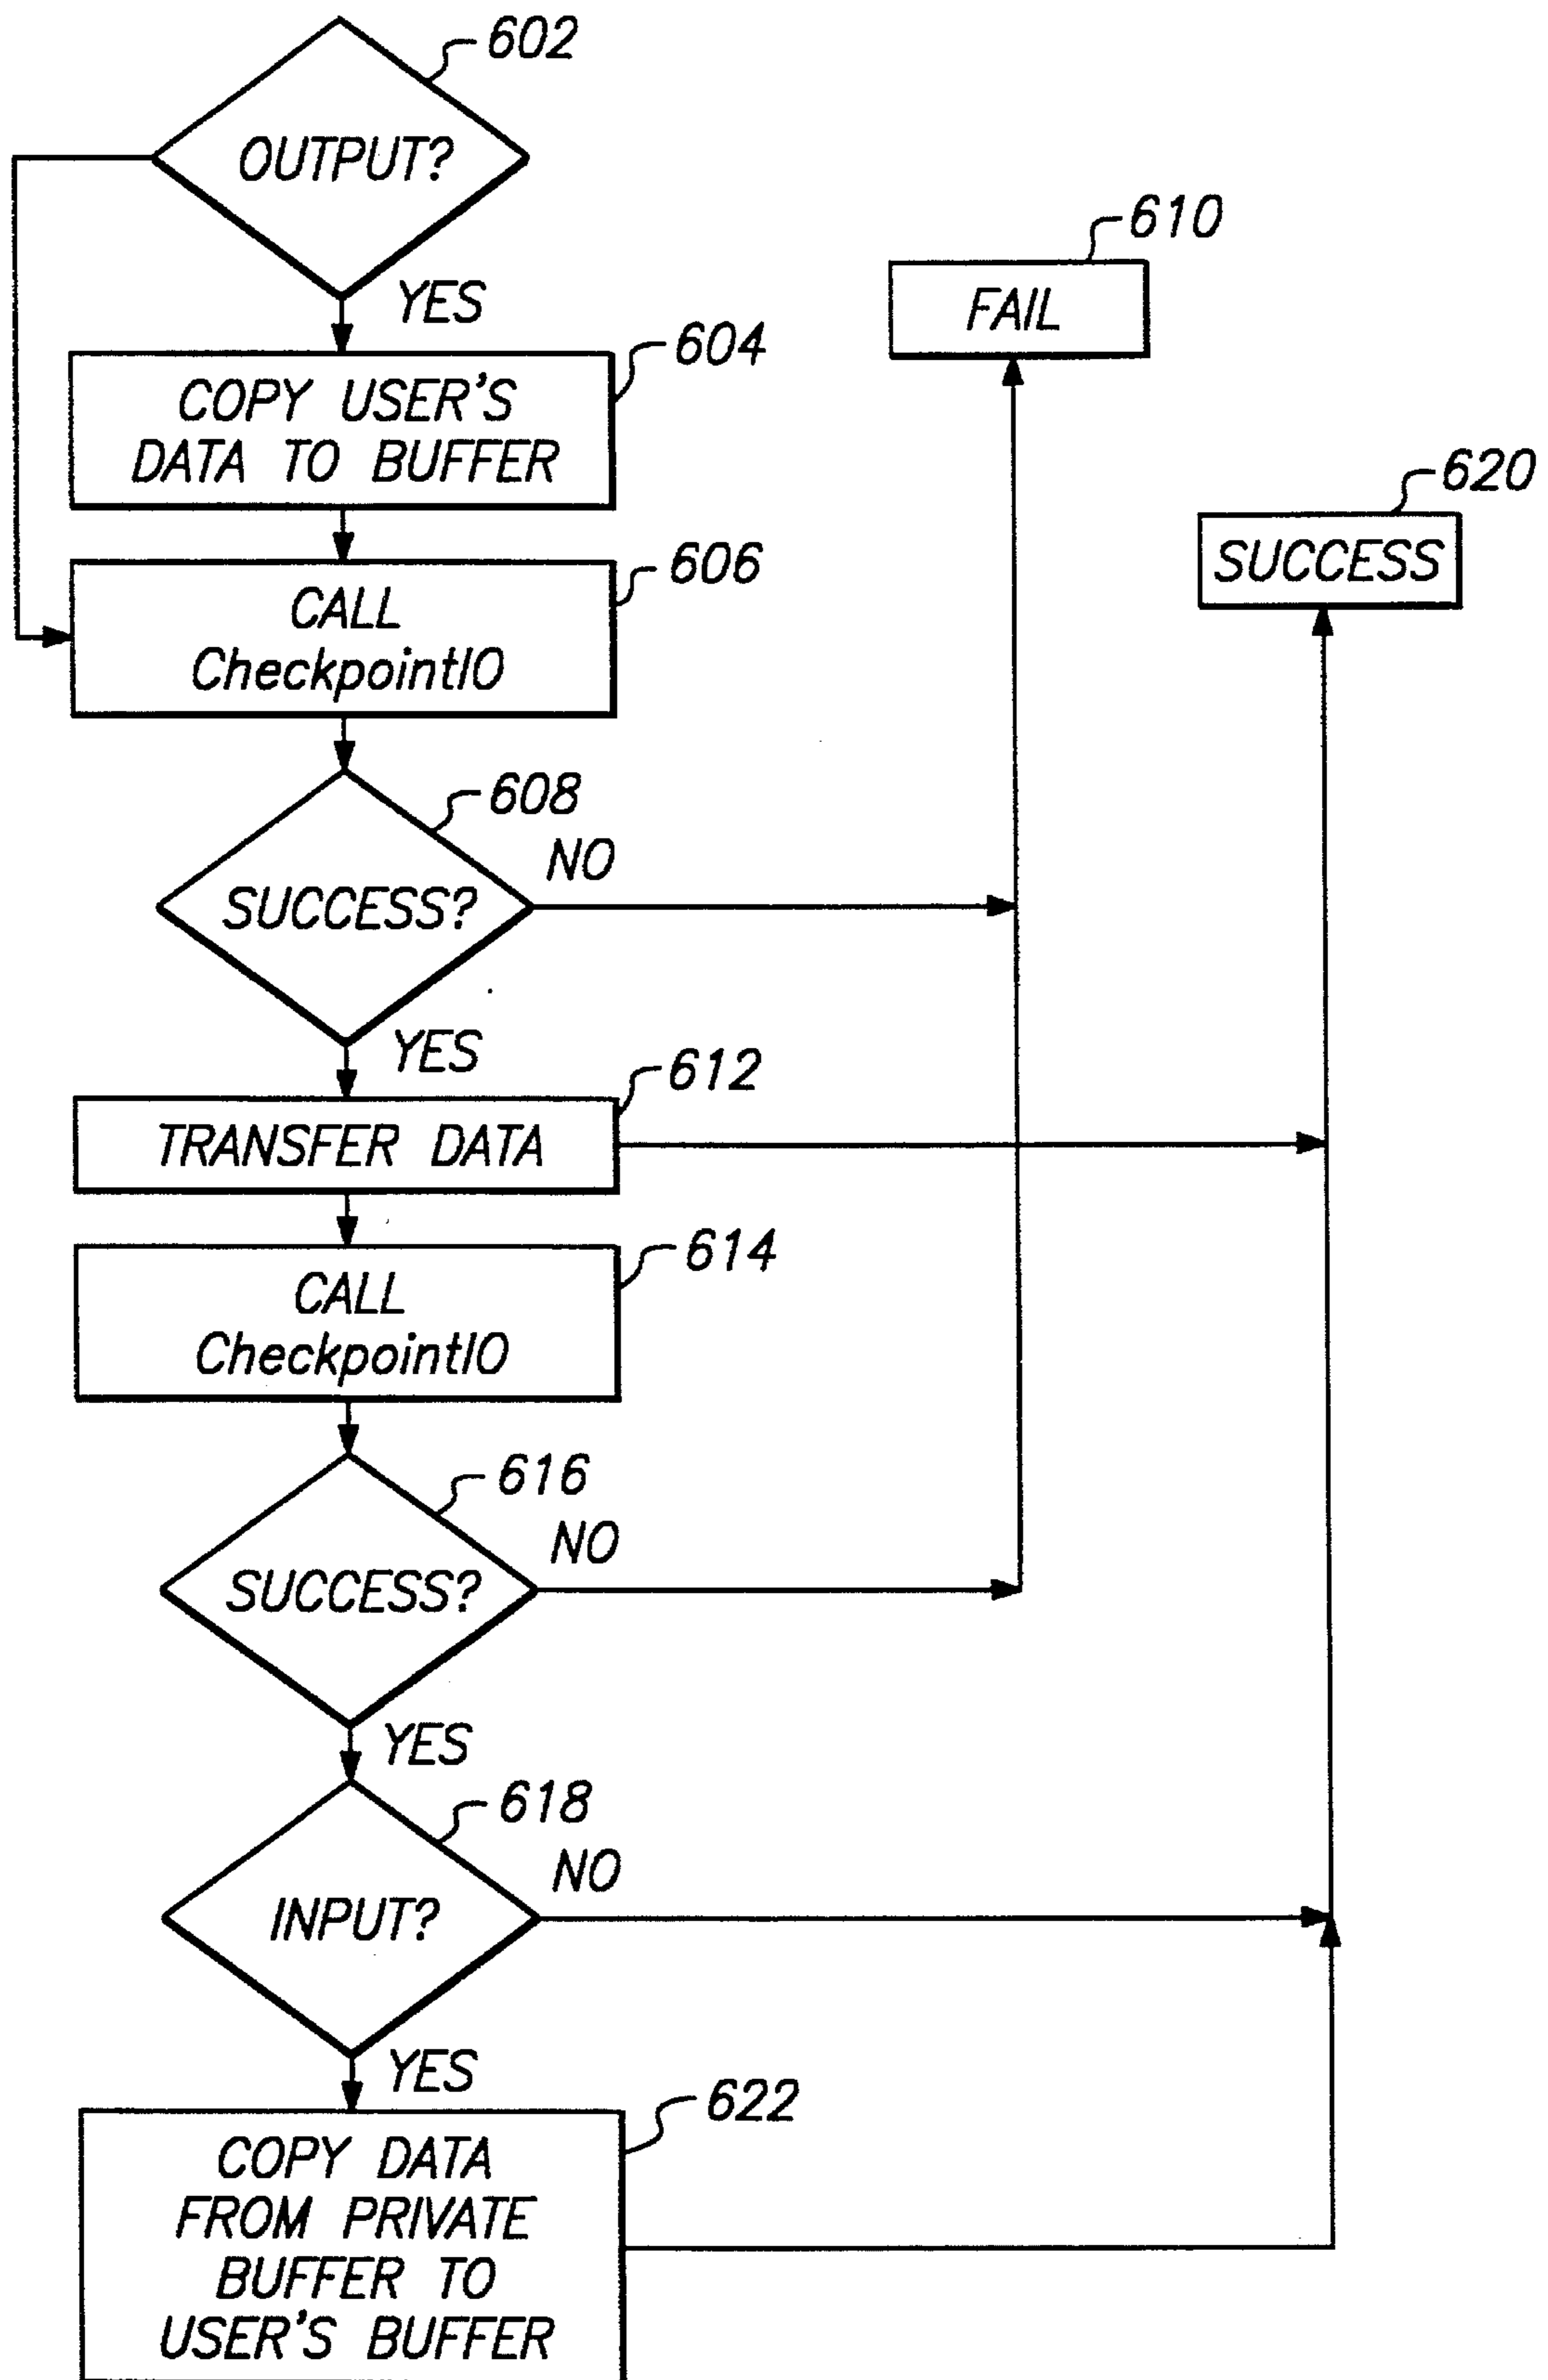 602
OUTPUT?
610
YES
FAIL
604
COPY USER'S
DATA TO BUFFER
620
SUCCESS
606
CALL
CheckpointIO
608
NO
SUCCESS?
YES
612
TRANSFER DATA
614
CALL
CheckpointIO
616
NO
SUCCESS?
YES
618
NO
INPUT?
YES
622
COPY DATA
FROM PRIVATE
BUFFER TO
USER'S BUFFER